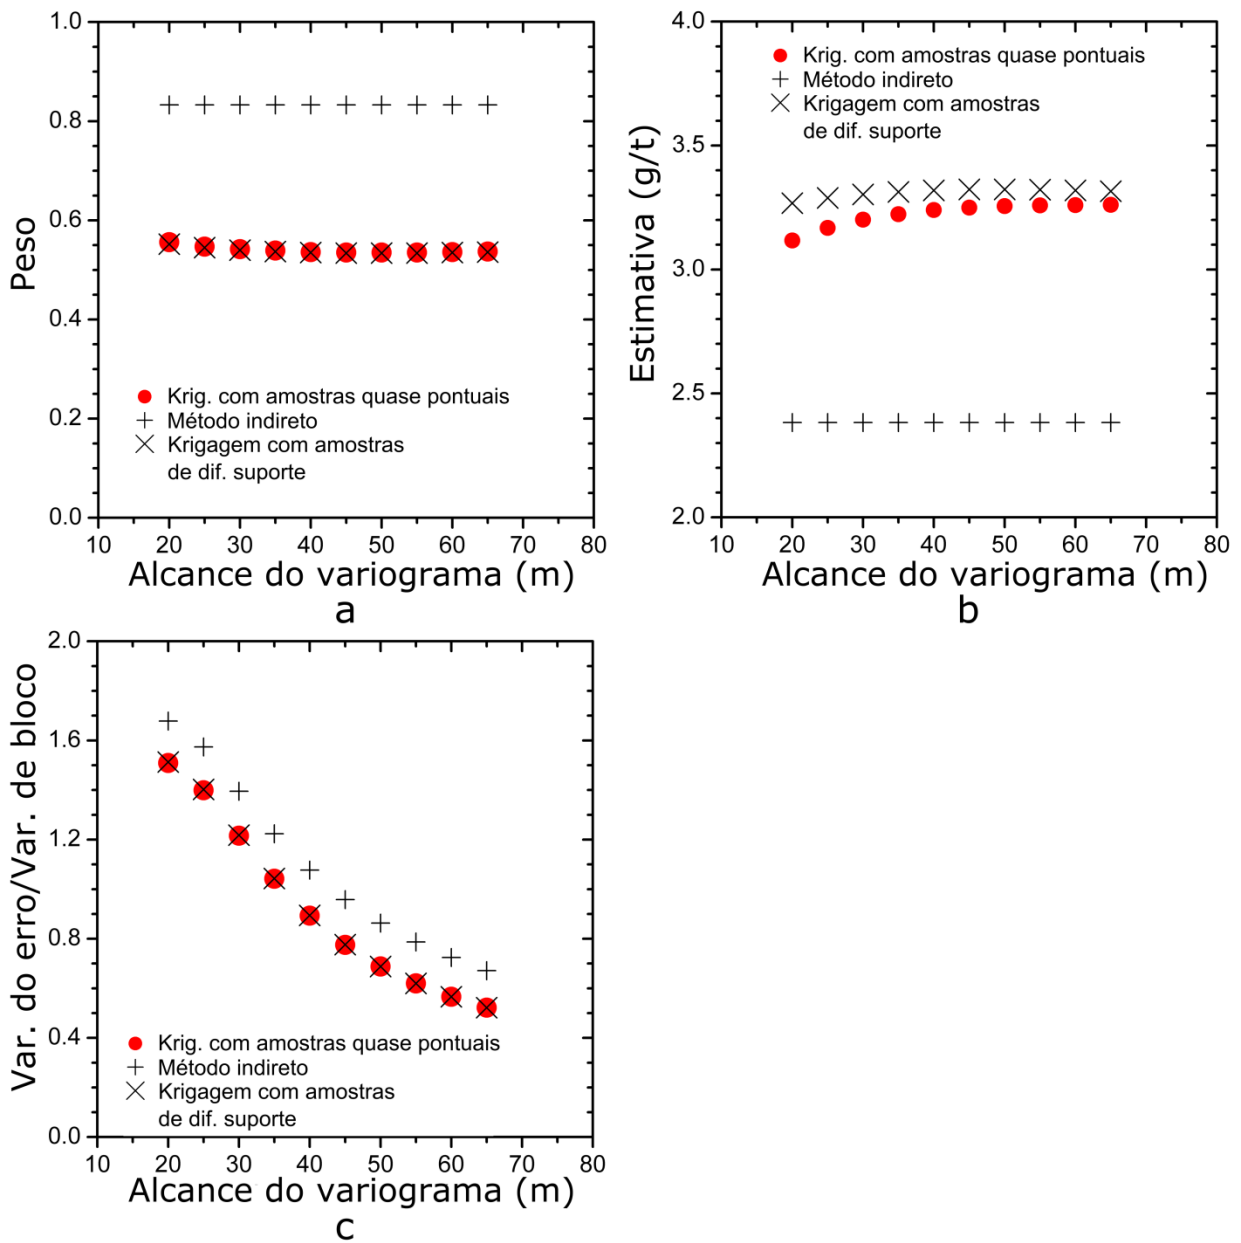 1.0
0.8
0.6
0.4
0.2
0.0
Peso
Krig. com amostras quase pontuais
Método indireto
Krigagem com amostras
de dif. suporte
10 20 30 40 50 60 70 80
Alcance do variograma (m)
a
4.0
3.5
3.0
2.5
2.0
Estimativa (g/t)
Krig. com amostras quase pontuais
Método indireto
Krigagem com amostras
de dif. suporte
10 20 30 40 50 60 70 80
Alcance do variograma (m)
b
2.0
1.6
1.2
0.8
0.4
0.0
Var. do erro/Var. de bloco
Krig. com amostras quase pontuais
Método indireto
Krigagem com amostras
de dif. suporte
10 20 30 40 50 60 70 80
Alcance do variograma (m)
c